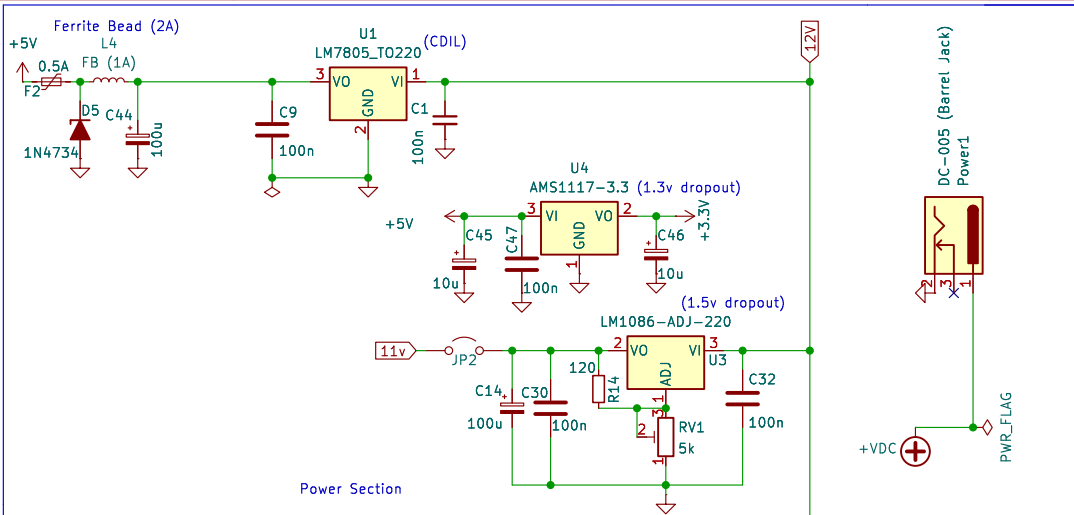 Ferrite Bead (2A)
+5V
0.5A
F2
L4
FB (1A)
D5
1N4734
C44
100u
C9
100n
U1
LM7805_TO220
(CDIL)
3
VO
VI
1
GND
2
C1
100n
12V
U4
AMS1117-3.3
(1.3v dropout)
+5V
3
VI
VO
2
GND
1
+3.3V
C45
10u
C47
100n
C46
10u
(1.5v dropout)
LM1086-ADJ-220
11v
JP2
2
VO
VI
3
U3
ADJ
1
120
R14
C14
100u
C30
100n
C32
100n
3
2
1
RV1
5k
Power Section
DC-005 (Barrel Jack)
Power1
2
3
1
+VDC
PWR_FLAG